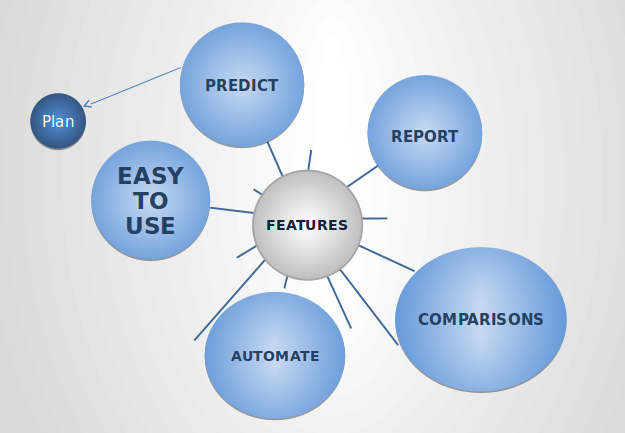 PREDICT
Plan
REPORT
EASY
TO
USE
FEATURES
COMPARISONS
AUTOMATE